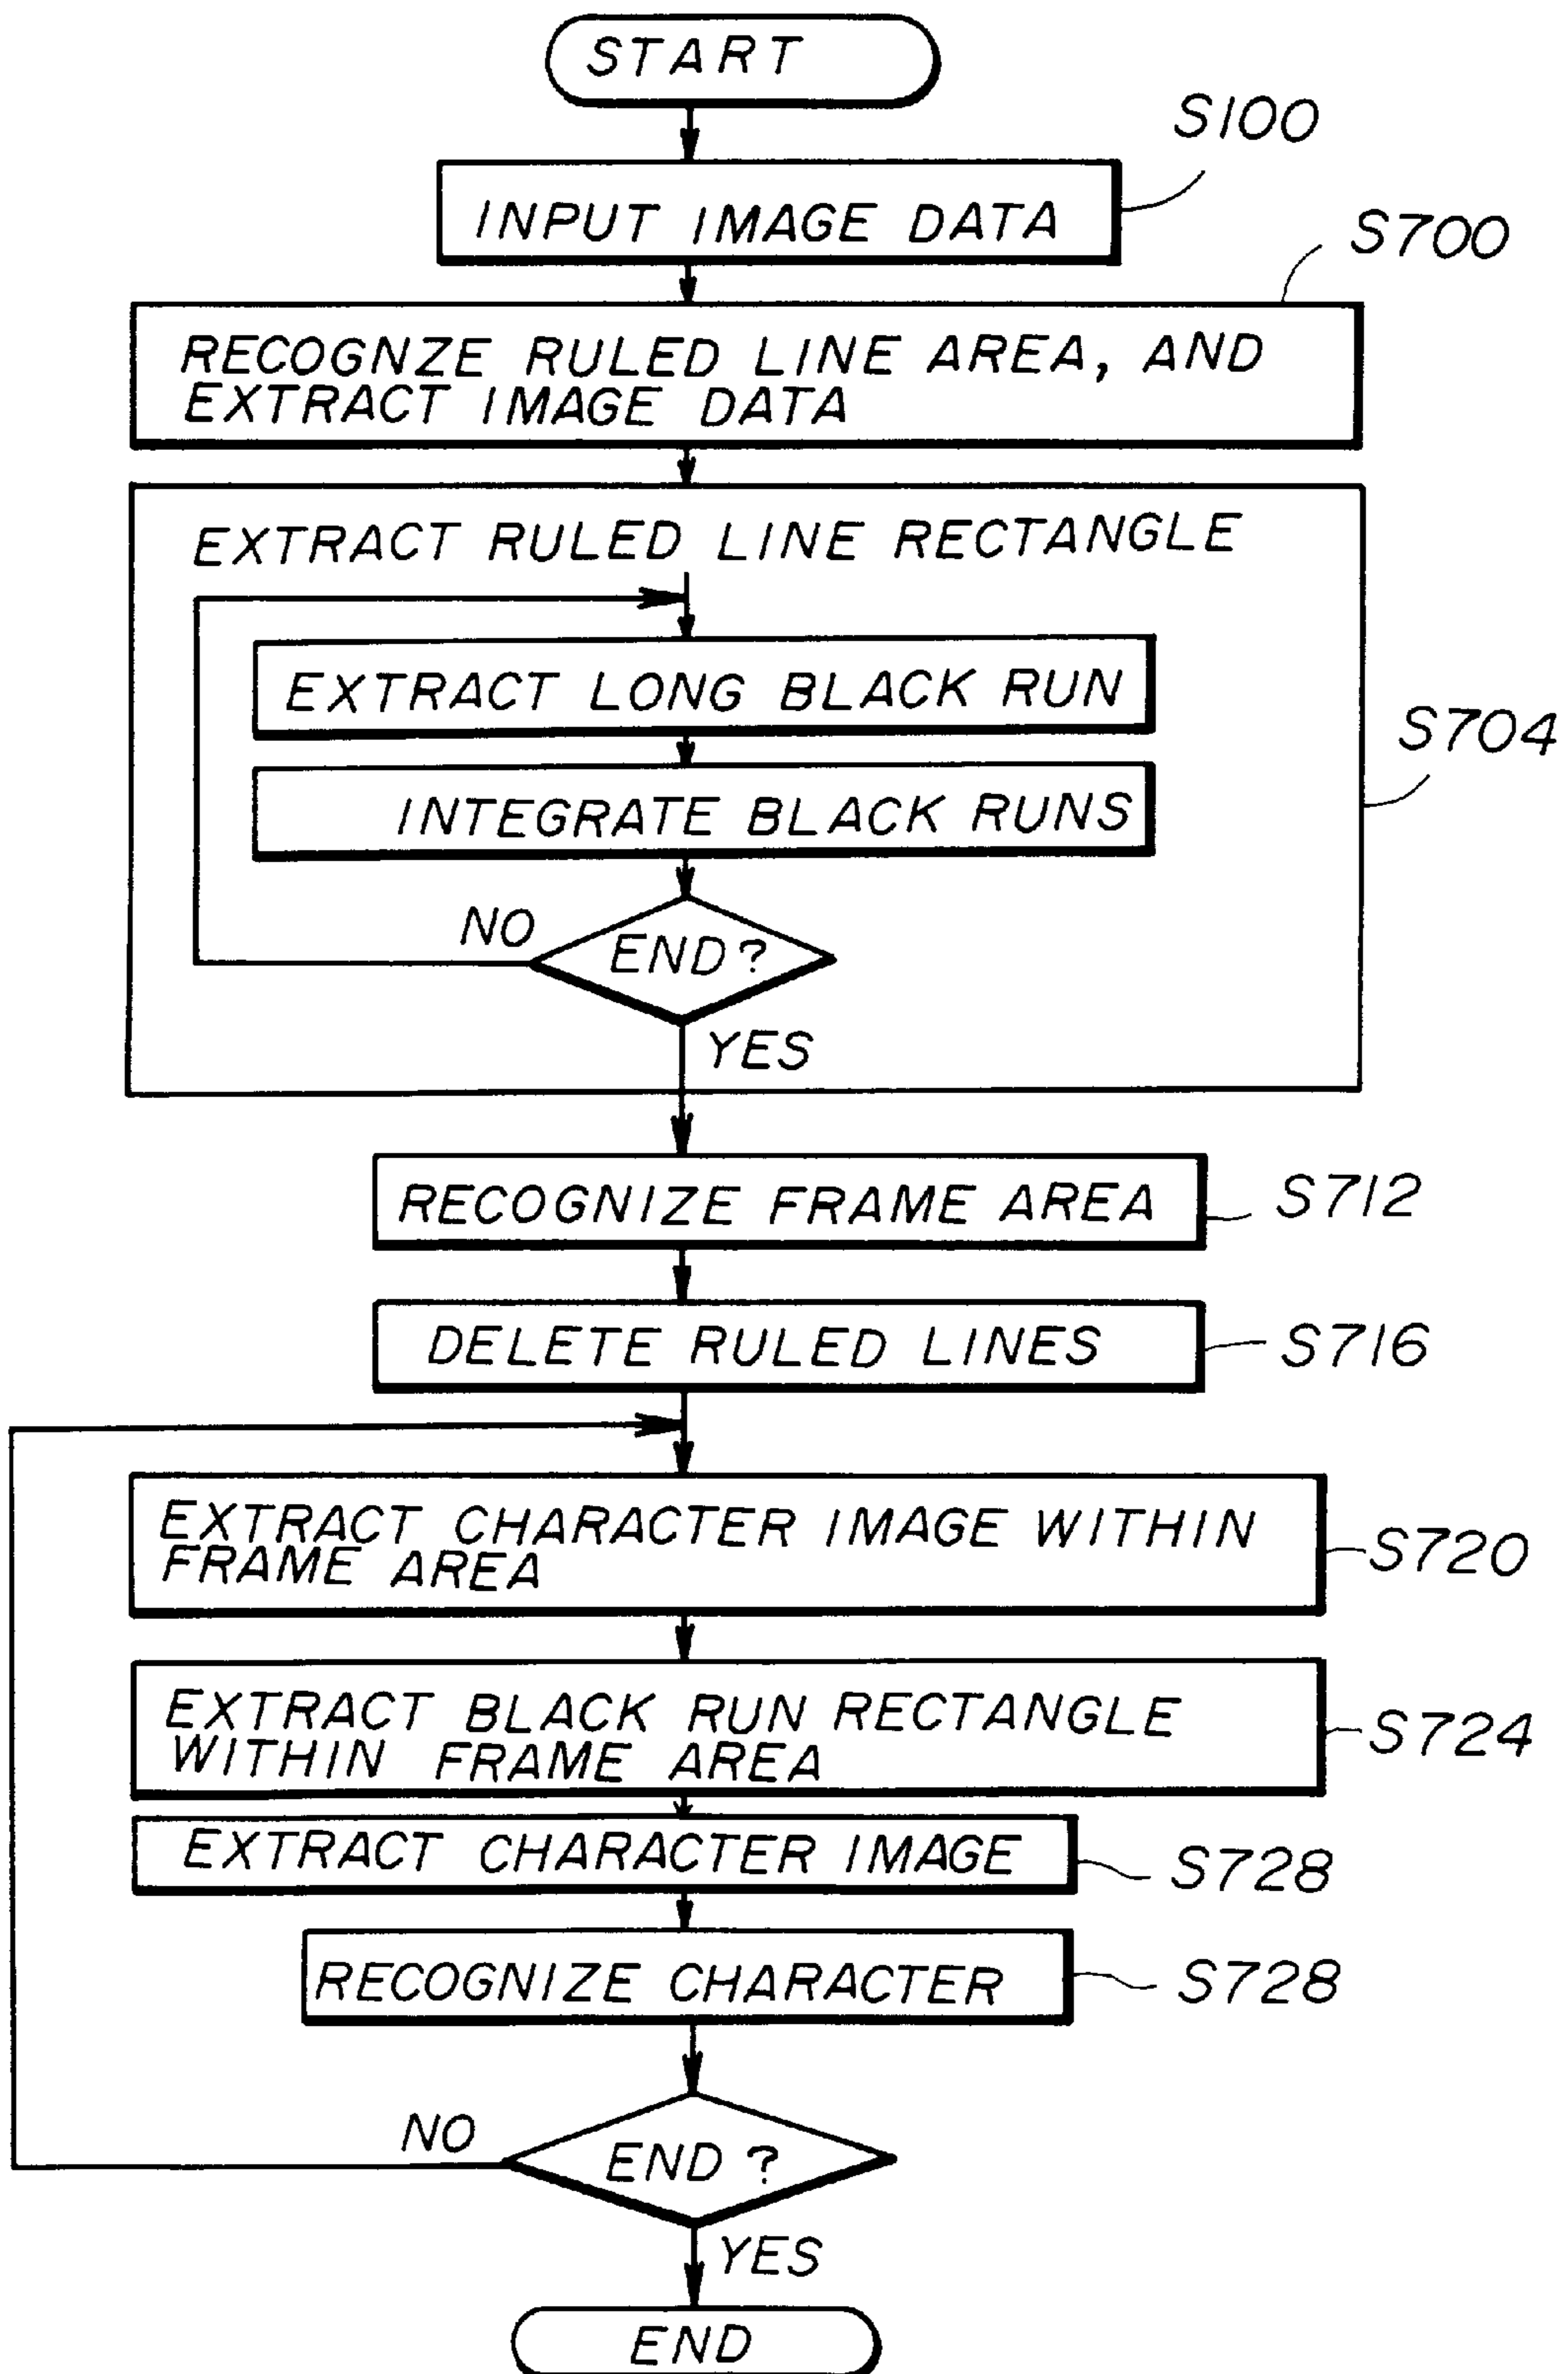 START
S100
INPUT IMAGE DATA
S700
RECOGNZE RULED LINE AREA, AND
EXTRACT IMAGE DATA
EXTRACT RULED LINE RECTANGLE
EXTRACT LONG BLACK RUN
S704
INTEGRATE BLACK RUNS
NO
END?
YES
RECOGNIZE FRAME AREA
S712
DELETE RULED LINES
S716
EXTRACT CHARACTER IMAGE WITHIN
FRAME AREA
S720
EXTRACT BLACK RUN RECTANGLE
WITHIN FRAME AREA
S724
EXTRACT CHARACTER IMAGE
S728
RECOGNIZE CHARACTER
S728
NO
END?
YES
END